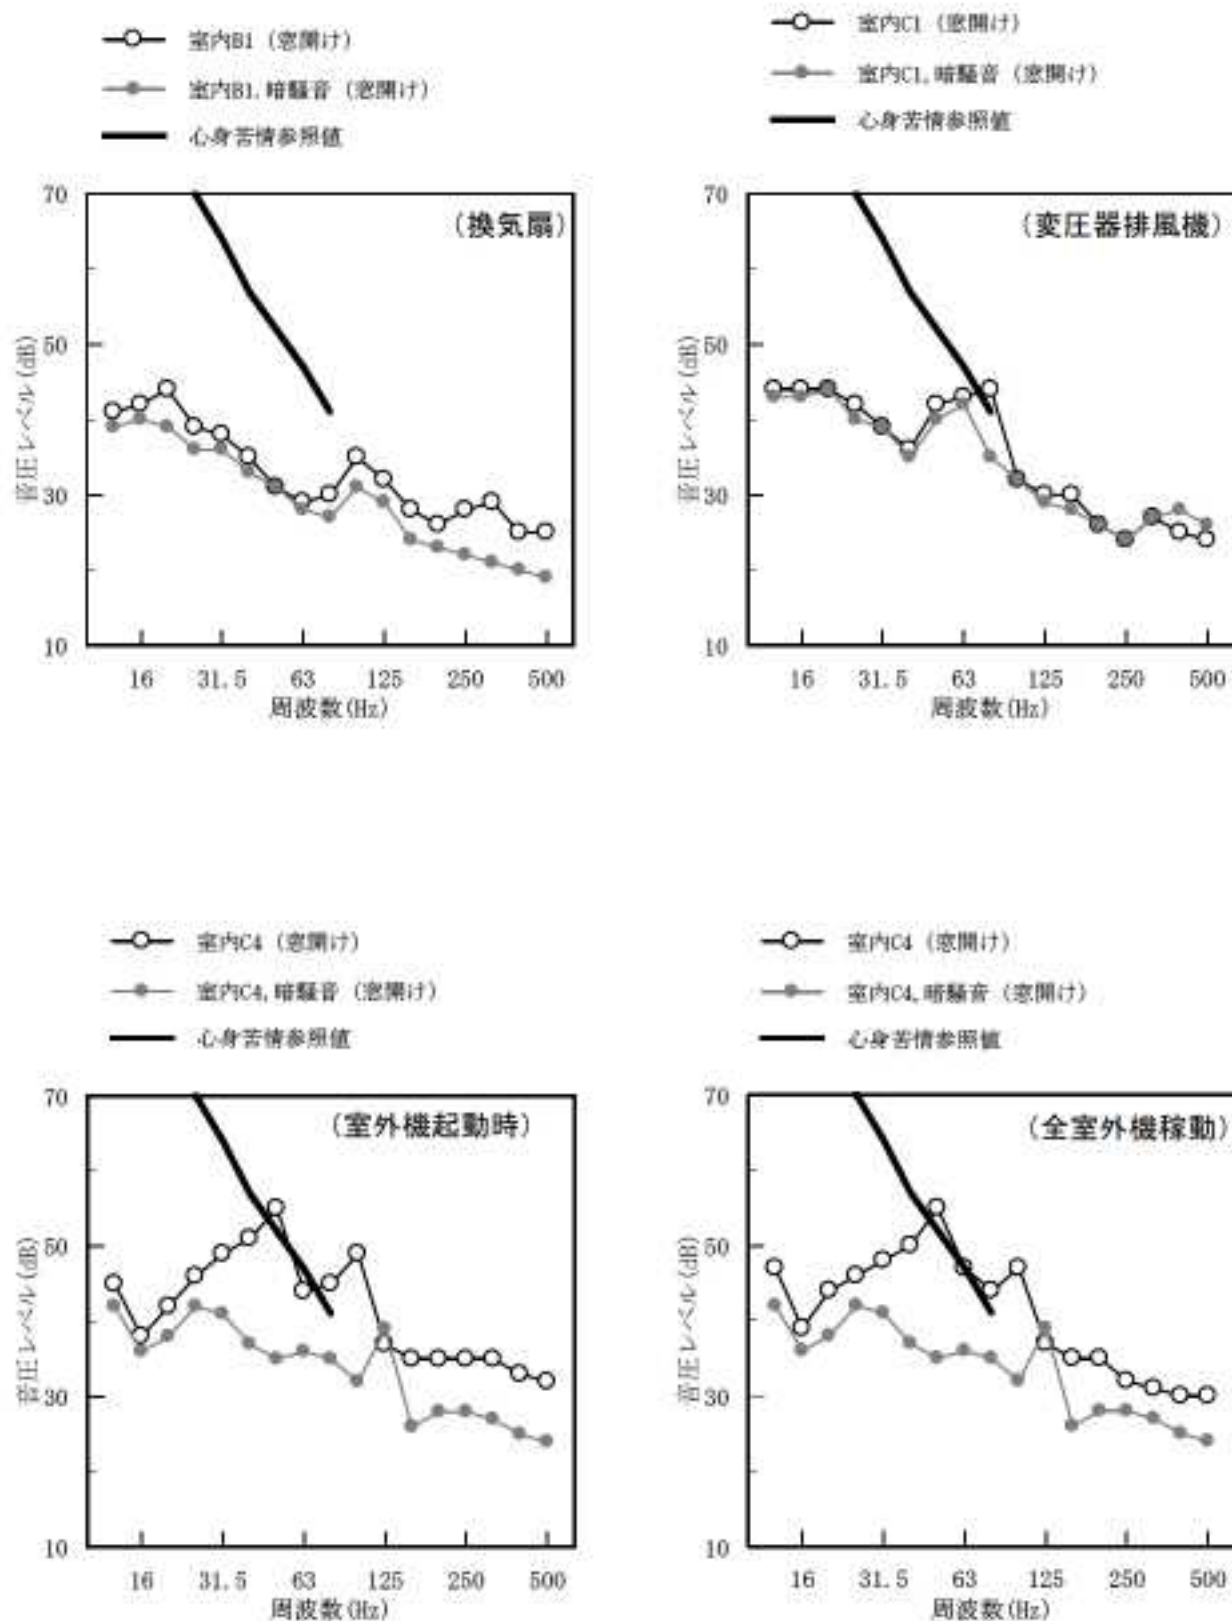 室内B1 (窓開け)
室内B1,暗騒音 (窓開け)
心身苦情参照値
70
50
30
10
音圧レベル(dB)
(換気扇)
16 31.5 63 125 250 500
周波数(Hz)
室内C1 (窓開け)
室内C1,暗騒音 (窓開け)
心身苦情参照値
70
50
30
10
音圧レベル(dB)
(変圧器排風機)
16 31.5 63 125 250 500
周波数(Hz)
室内C4 (窓開け)
室内C4,暗騒音 (窓開け)
心身苦情参照値
70
50
30
10
音圧レベル(dB)
(室外機起動時)
16 31.5 63 125 250 500
周波数(Hz)
室内C4 (窓開け)
室内C4,暗騒音 (窓開け)
心身苦情参照値
70
50
30
10
音圧レベル(dB)
(全室外機稼動)
16 31.5 63 125 250 500
周波数(Hz)